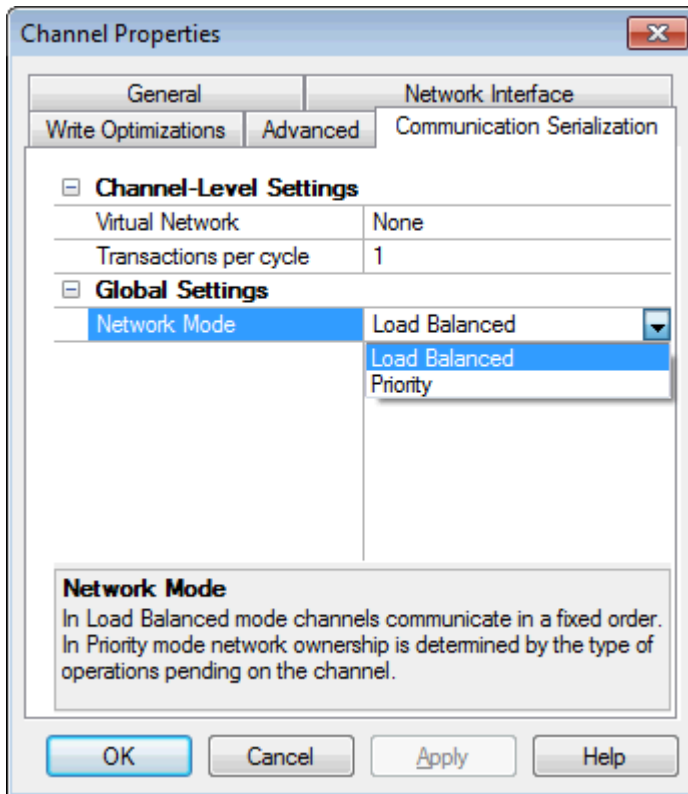 Channel Properties
General Network Interface
Write Optimizations Advanced Communication Serialization
Channel-Level Settings
Virtual Network None
Transactions per cycle 1
Global Settings
Network Mode Load Balanced
Load Balanced
Priority
Network Mode
In Load Balanced mode channels communicate in a fixed order.
In Priority mode network ownership is determined by the type of
operations pending on the channel.
OK Cancel Apply Help